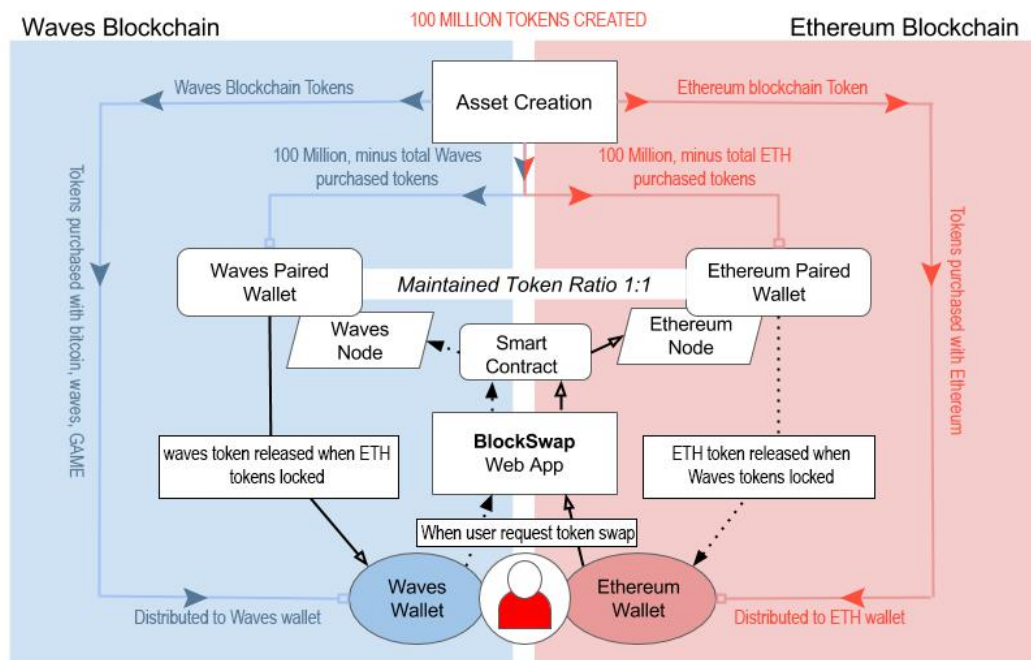 100 MILLION TOKENS CREATED
Waves Blockchain
Ethereum Blockchain
Waves Blockchain Tokens
Asset Creation
Ethereum blockchain Token
100 Million, minus total Waves
purchased tokens
100 Million, minus total ETH
purchased tokens
Tokens purchased with bitcoin, waves, GAME
Tokens purchased with Ethereum
Waves Paired
Wallet
Maintained Token Ratio 1:1
Ethereum Paired
Wallet
Waves
Node
Smart
Contract
Ethereum
Node
BlockSwap
Web App
waves token released when ETH
tokens locked
ETH token released when
Waves tokens locked
When user request token swap
Waves
Wallet
Ethereum
Wallet
Distributed to Waves wallet
Distributed to ETH wallet